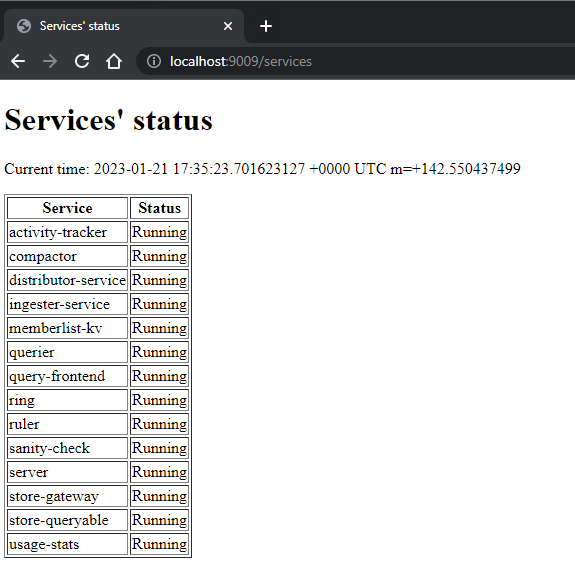 Services' status
localhost:9009/services
Services' status
Current time: 2023-01-21 17:35:23.701623127 +0000 UTC m=+142.550437499
Service Status
activity-tracker Running
compactor Running
distributor-service Running
ingester-service Running
memberlist-kv Running
querier Running
query-frontend Running
ring Running
ruler Running
sanity-check Running
server Running
store-gateway Running
store-queryable Running
usage-stats Running